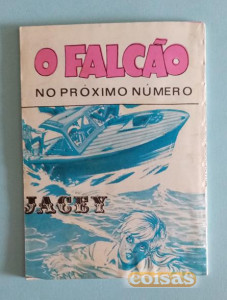 O FALCÃO
NO PRÓXIMO NÚMERO
JACEY
coisas